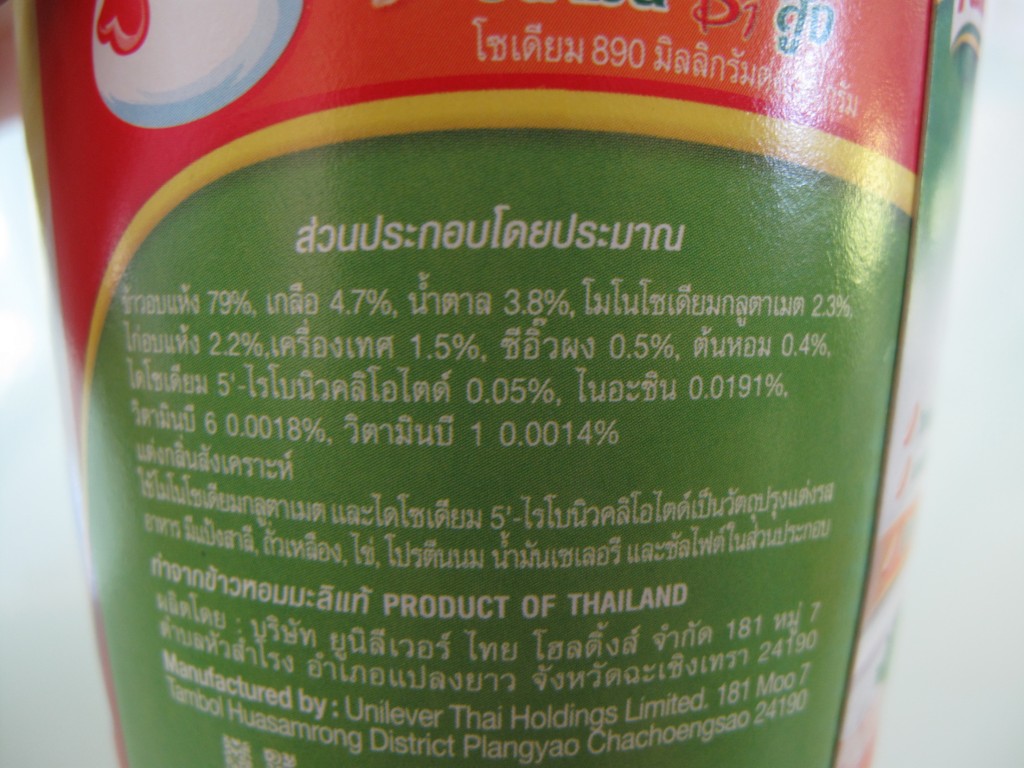 B1 สูง
โซเดียม 890 มิลลิกรัม
ส่วนประกอบโดยประมาณ
ข้าวอบแห้ง 79%, เกลือ 4.7%, น้ำตาล 3.8%, โมโนโซเดียมกลูตาเมต 2.3%,
ไก่อบแห้ง 2.2%,เครื่องเทศ 1.5%, ซีอิ๊วผง 0.5%, ต้นหอม 0.4%,
ไดโซเดียม 5'-ไรโบนิวคลิโอไตด์ 0.05%, ไนอะซิน 0.0191%,
วิตามินบี 6 0.0018%, วิตามินบี 1 0.0014%
แต่งกลิ่นสังเคราะห์
ใช้โมโนโซเดียมกลูตาเมต และไดโซเดียม 5'-ไรโบนิวคลิโอไตด์เป็นวัตถุปรุงแต่งรส
อาหาร มีแป้งสาลี, ถั่วเหลือง, ไข่, โปรตีนนม น้ำมันเซเลอรี และซัลไฟต์ในส่วนประกอบ
ทำจากข้าวหอมมะลิแท้ PRODUCT OF THAILAND
ผลิตโดย : บริษัท ยูนิลีเวอร์ ไทย โฮลดิ้งส์ จำกัด 181 หมู่ 7
ตำบลหัวสำโรง อำเภอแปลงยาว จังหวัดฉะเชิงเทรา 24190
Manufactured by : Unilever Thai Holdings Limited. 181 Moo 7
Tambol Huasamrong District Plangyao Chachoengsao 24190